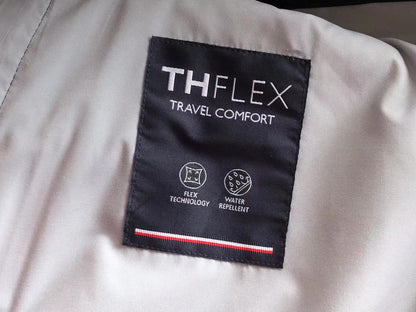 THFLEX
TRAVEL COMFORT
FLEX
TECHNOLOGY
WATER
REPELLENT